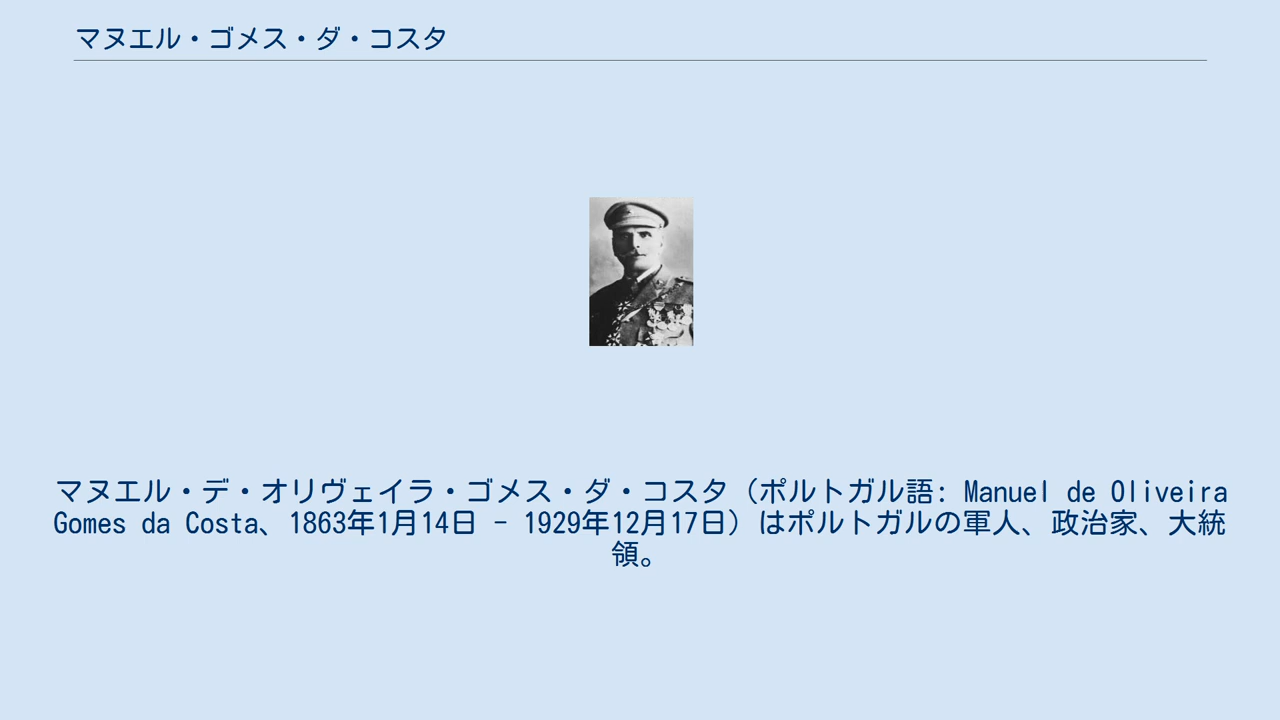 マヌエル・ゴメス・ダ・コスタ
マヌエル・デ・オリヴェイラ・ゴメス・ダ・コスタ（ポルトガル語: Manuel de Oliveira
Gomes da Costa、1863年1月14日 - 1929年12月17日）はポルトガルの軍人、政治家、大統
領。